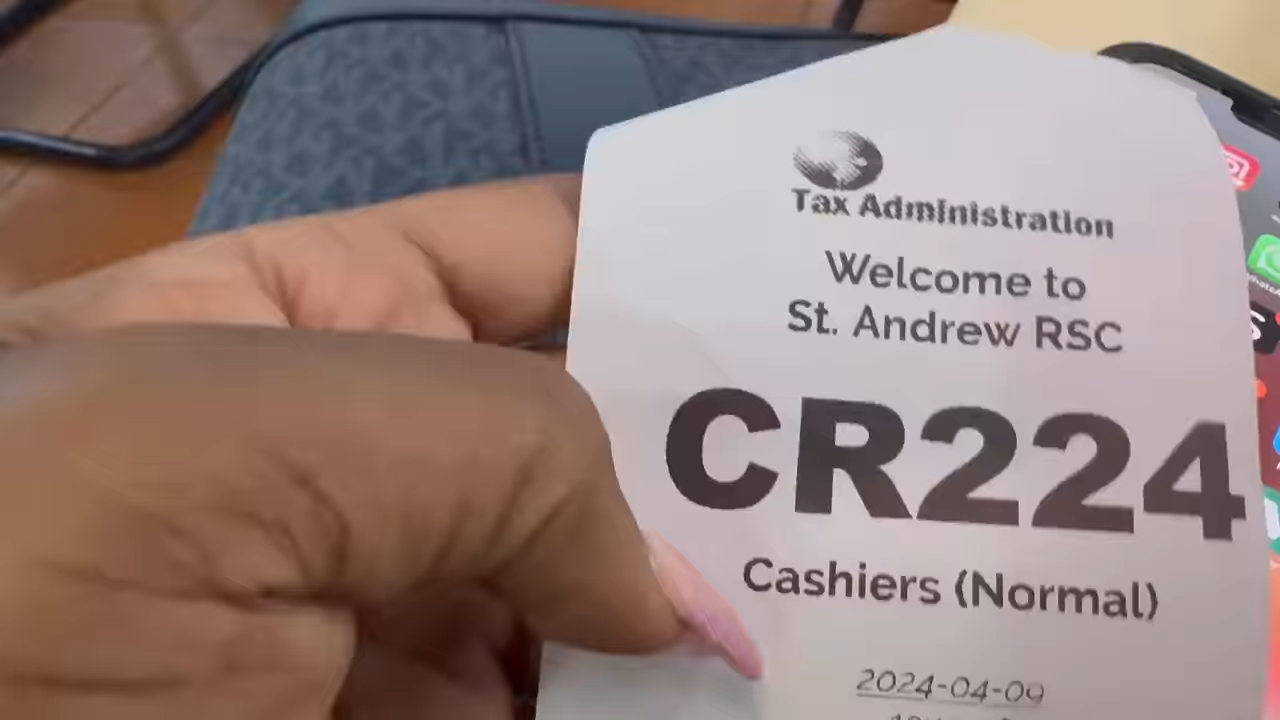 Tax Administration
Welcome to
St. Andrew RSC
CR224
Cashiers (Normal)
2024-04-09